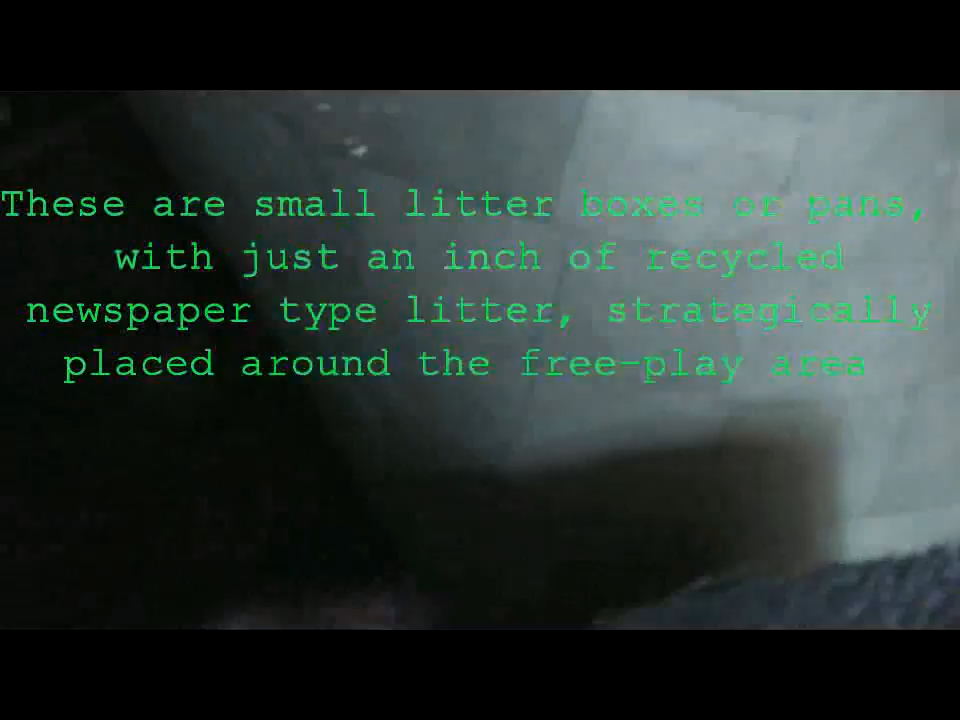 These are small litter boxes or pans,
with just an inch of recycled
newspaper type litter, strategically
placed around the free-play area